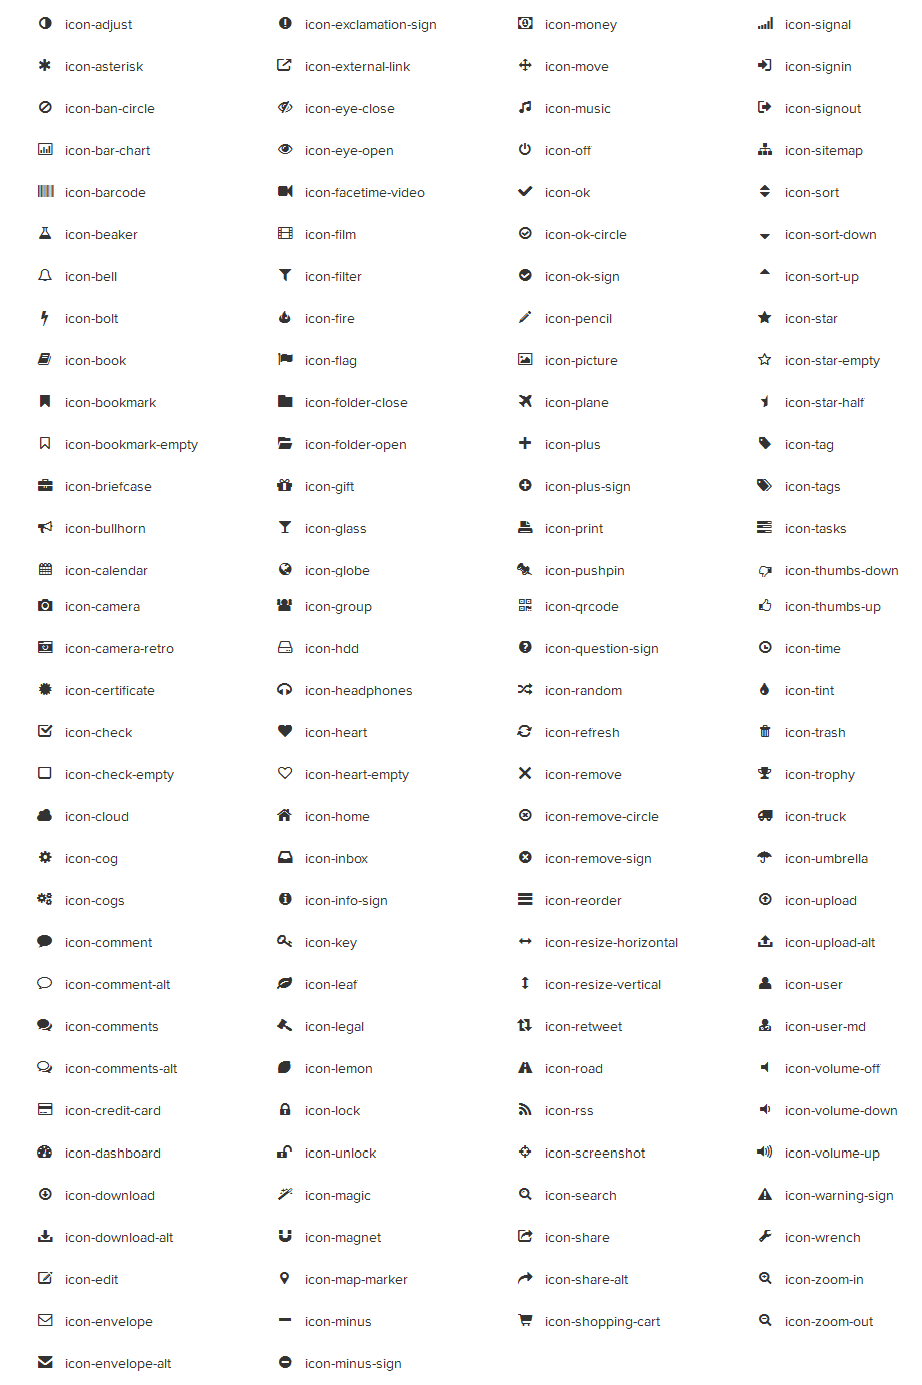 icon-adjust
icon-asterisk
icon-ban-circle
icon-bar-chart
icon-barcode
icon-beaker
icon-bell
icon-bolt
icon-book
icon-bookmark
icon-bookmark-empty
icon-briefcase
icon-bullhorn
icon-calendar
icon-camera
icon-camera-retro
icon-certificate
icon-check
icon-check-empty
icon-cloud
icon-cog
icon-cogs
icon-comment
icon-comment-alt
icon-comments
icon-comments-alt
icon-credit-card
icon-dashboard
icon-download
icon-download-alt
icon-edit
icon-envelope
icon-envelope-alt
icon-exclamation-sign
icon-external-link
icon-eye-close
icon-eye-open
icon-facetime-video
icon-film
icon-filter
icon-fire
icon-flag
icon-folder-close
icon-folder-open
icon-gift
icon-glass
icon-globe
icon-group
icon-hdd
icon-headphones
icon-heart
icon-heart-empty
icon-home
icon-inbox
icon-info-sign
icon-key
icon-leaf
icon-legal
icon-lemon
icon-lock
icon-unlock
icon-magic
icon-magnet
icon-map-marker
icon-minus
icon-minus-sign
icon-money
icon-move
icon-music
icon-off
icon-ok
icon-ok-circle
icon-ok-sign
icon-pencil
icon-picture
icon-plane
icon-plus
icon-plus-sign
icon-print
icon-pushpin
icon-qrcode
icon-question-sign
icon-random
icon-refresh
icon-remove
icon-remove-circle
icon-remove-sign
icon-reorder
icon-resize-horizontal
icon-resize-vertical
icon-retweet
icon-road
icon-rss
icon-screenshot
icon-search
icon-share
icon-share-alt
icon-shopping-cart
icon-signal
icon-signin
icon-signout
icon-sitemap
icon-sort
icon-sort-down
icon-sort-up
icon-star
icon-star-empty
icon-star-half
icon-tag
icon-tags
icon-tasks
icon-thumbs-down
icon-thumbs-up
icon-time
icon-tint
icon-trash
icon-trophy
icon-truck
icon-umbrella
icon-upload
icon-upload-alt
icon-user
icon-user-md
icon-volume-off
icon-volume-down
icon-volume-up
icon-warning-sign
icon-wrench
icon-zoom-in
icon-zoom-out